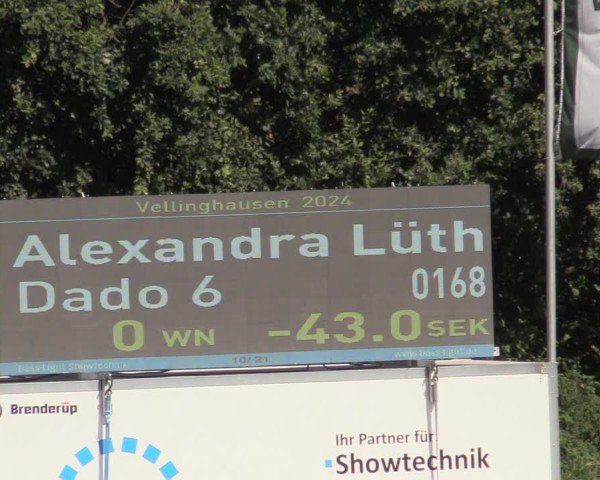 Vellinghausen 2024
Alexandra Lüth
Dado 6 0168
0 WN -43.0 SEK
10/21
Brenderup
Ihr Partner für
Showtechnik